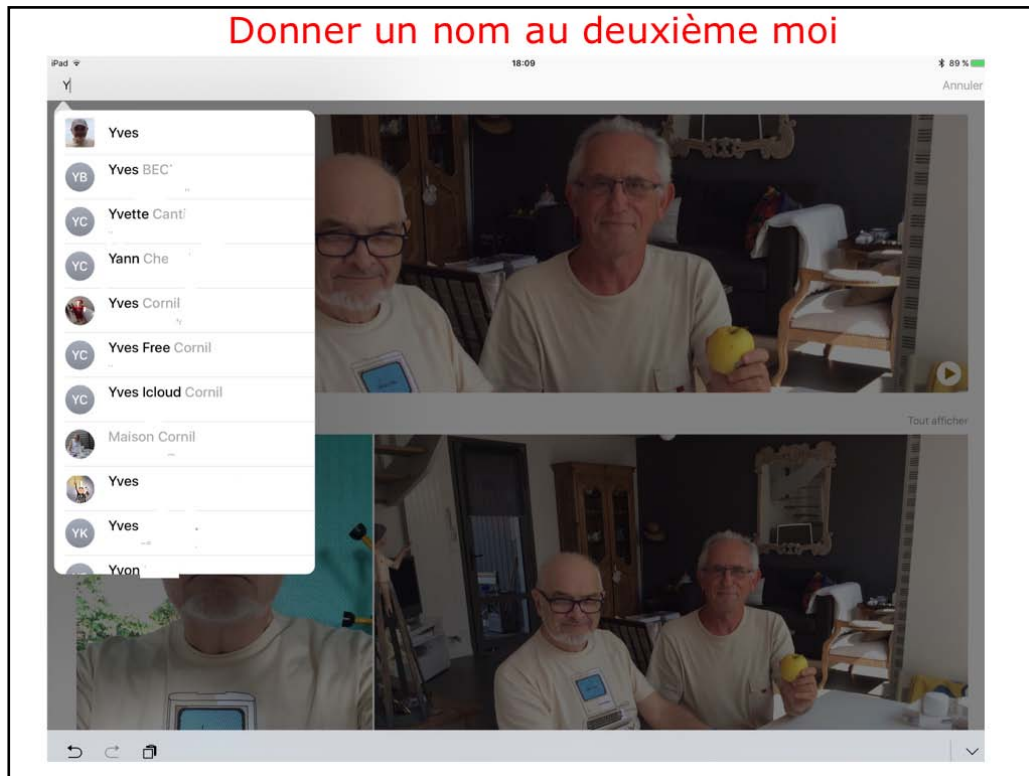 Donner un nom au deuxième moi
iPad 18:09 89 %
Y Annuler
Yves
YB Yves BEC
YC Yvette Canti
YC Yann Che
Yves Cornil
YC Yves Free Cornil
YC Yves Icloud Cornil
Maison Cornil
Yves
YK Yves
Yvon
Tout afficher